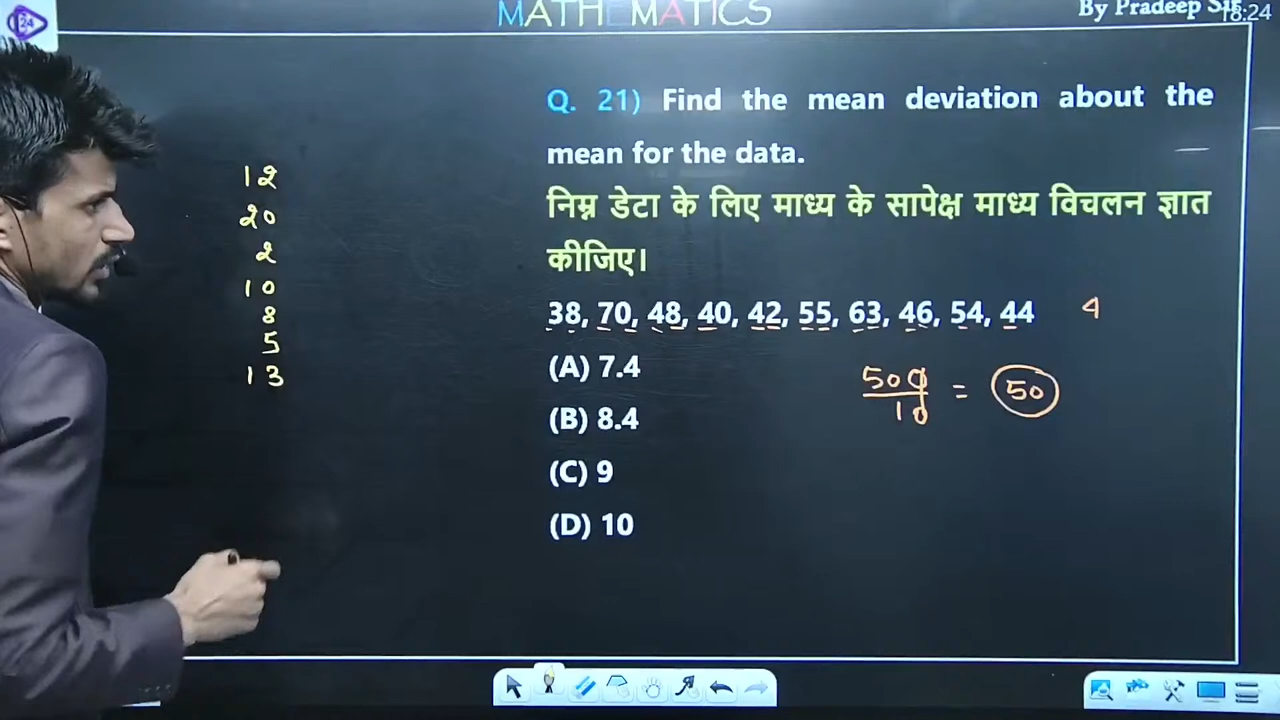 24
MATHEMATICS
By Pradeep Sir
18:24
Q. 21) Find the mean deviation about the
mean for the data.
निम्न डेटा के लिए माध्य के सापेक्ष माध्य विचलन ज्ञात
कीजिए।
38, 70, 48, 40, 42, 55, 63, 46, 54, 44 4
(A) 7.4
(B) 8.4
(C) 9
(D) 10
500/10 = 50
12
20
2
10
8
5
13